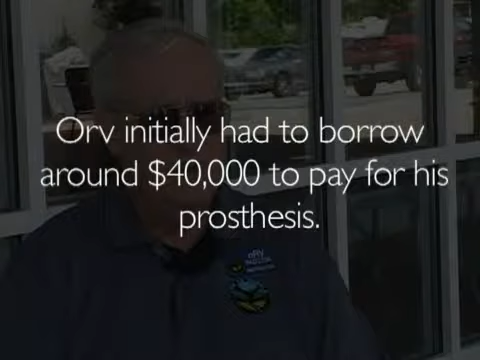 Orv initially had to borrow
around $40,000 to pay for his
prosthesis.